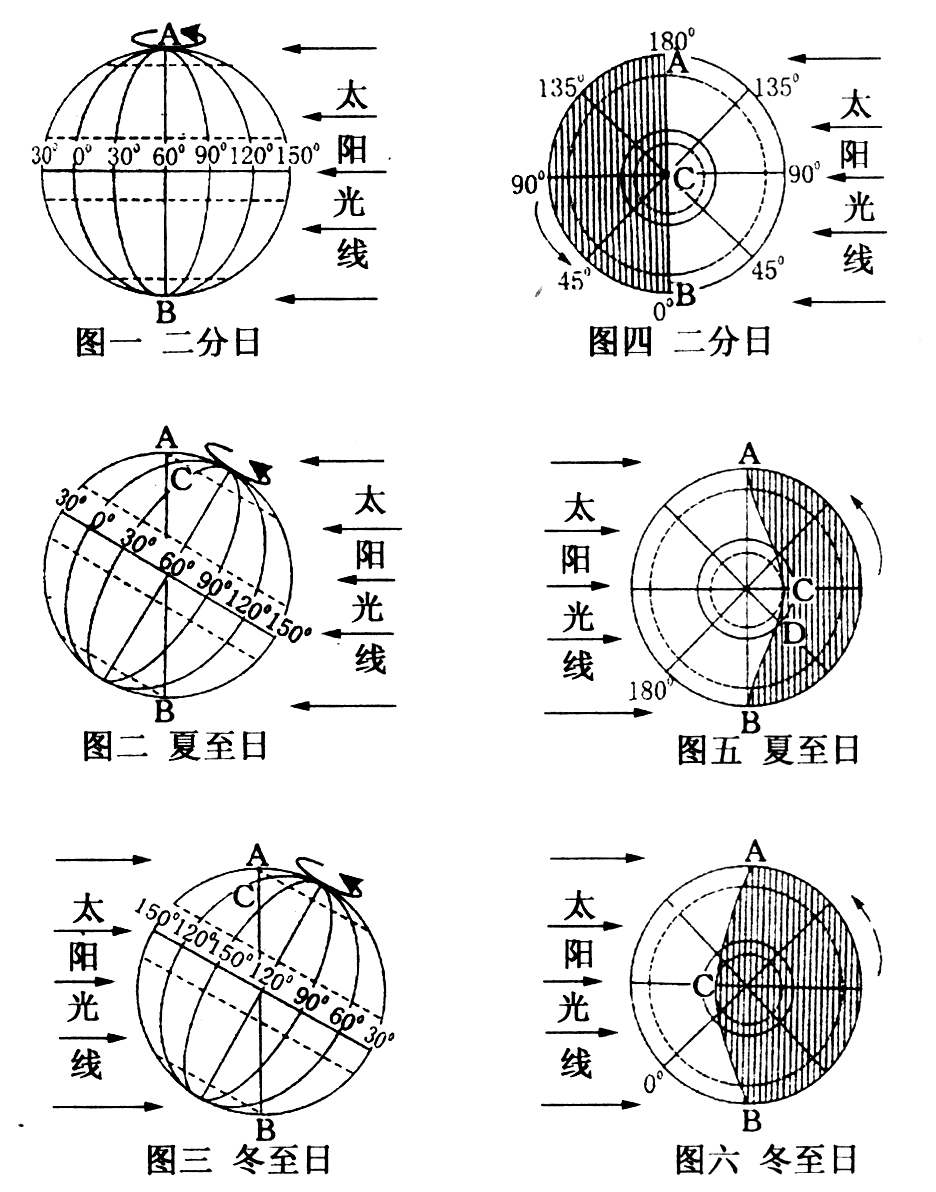 A
30° 0° 30° 60° 90° 120° 150°
太
阳
光
线
B
图一 二分日
180°
A
135° 135°
90° C 90°
45° 45°
B
0°
太
阳
光
线
图四 二分日
A
C
30° 0° 30° 60° 90° 120° 150°
太
阳
光
线
B
图二 夏至日
A
太
阳
光
线
C
D
180°
B
图五 夏至日
A
C
太
阳
光
线
150° 120° 150° 120° 90° 60° 30°
B
图三 冬至日
A
太
阳
光
线
C
0°
B
图六 冬至日